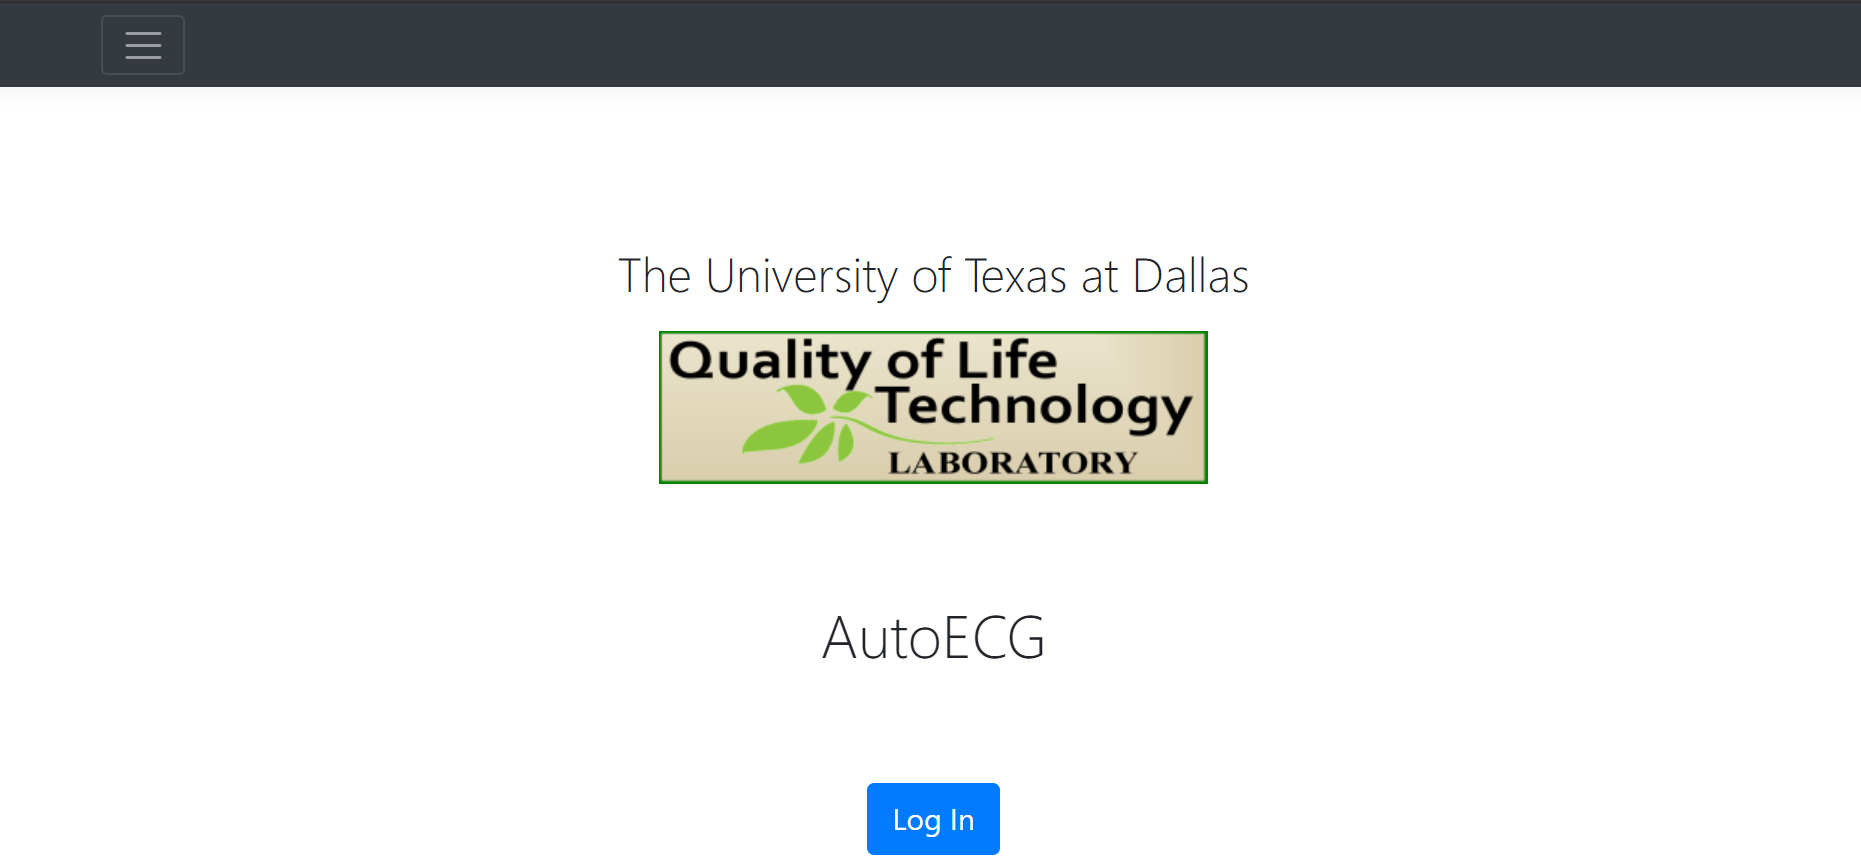 The University of Texas at Dallas
Quality of Life
Technology
LABORATORY
AutoECG
Log In